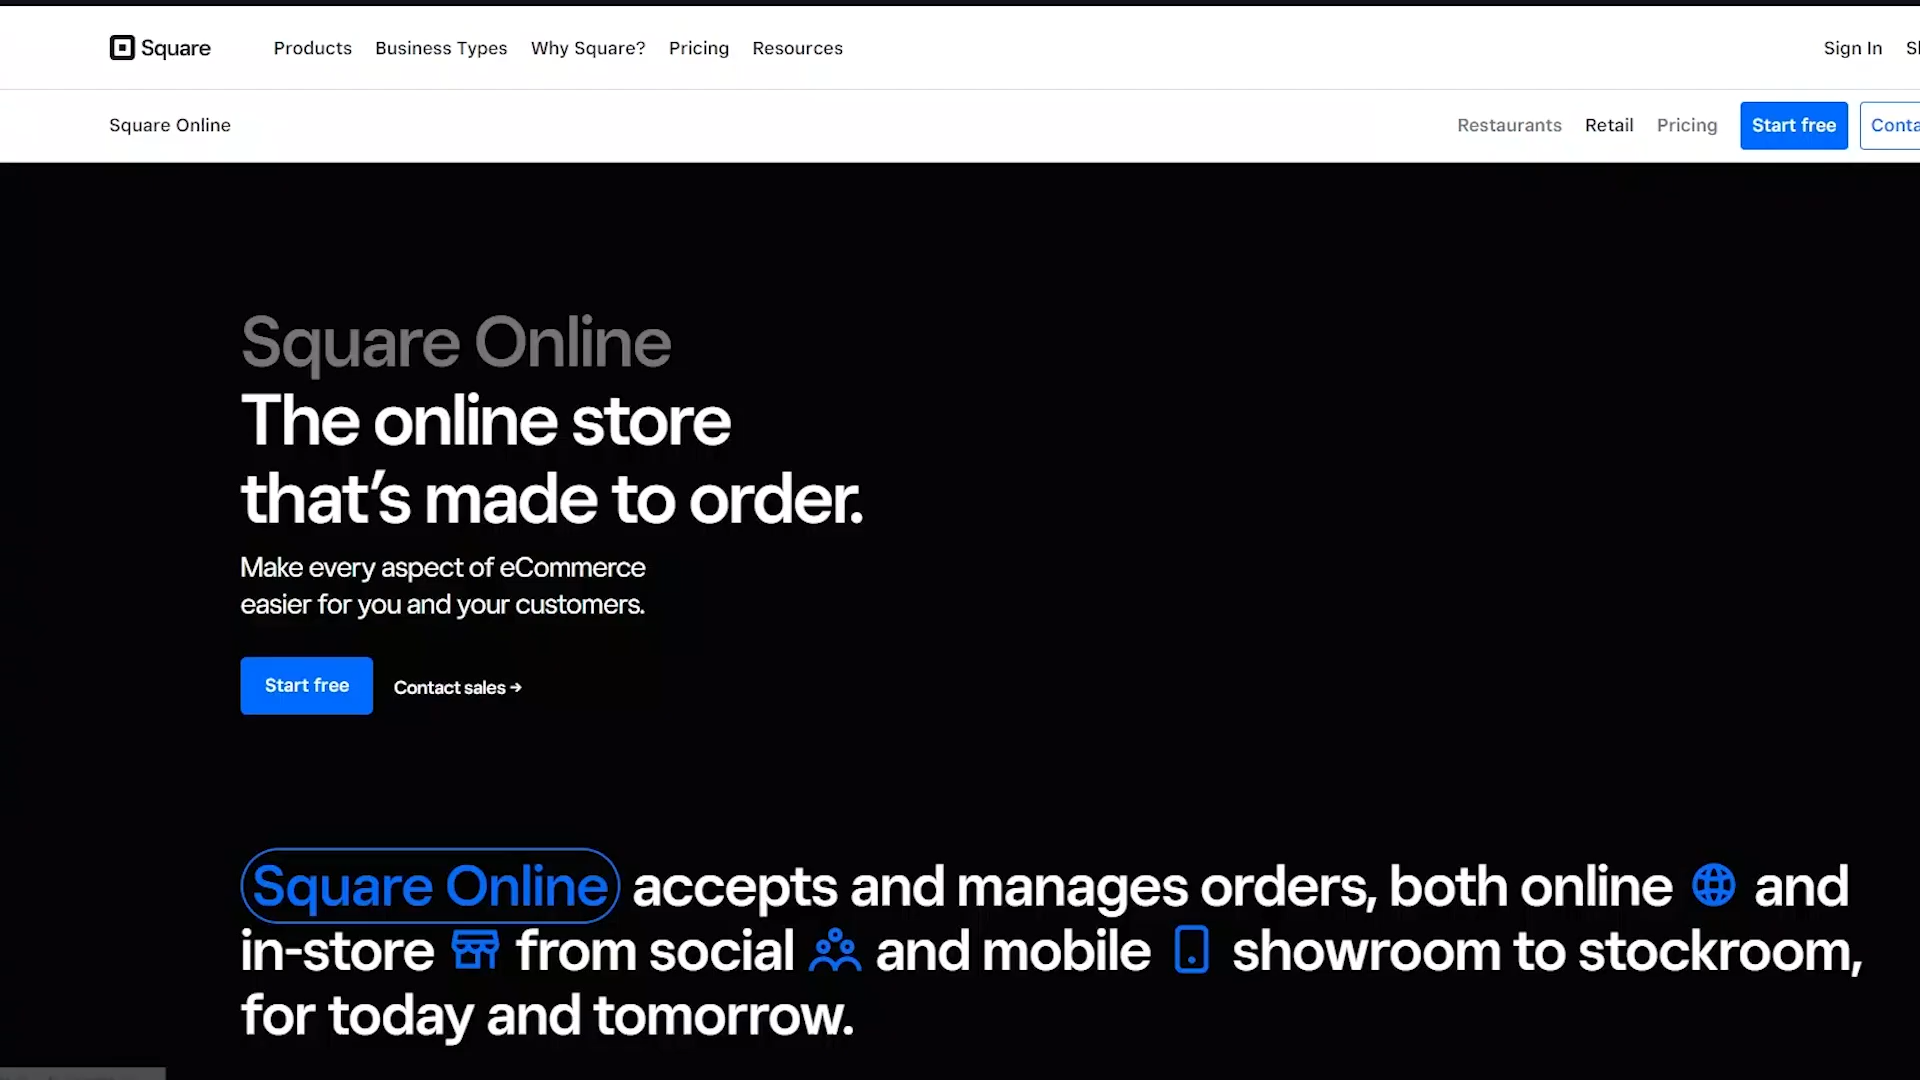 Square Products Business Types Why Square? Pricing Resources Sign In
Square Online Restaurants Retail Pricing Start free
Square Online
The online store
that’s made to order.
Make every aspect of eCommerce
easier for you and your customers.
Start free Contact sales →
Square Online accepts and manages orders, both online and
in-store from social and mobile showroom to stockroom,
for today and tomorrow.